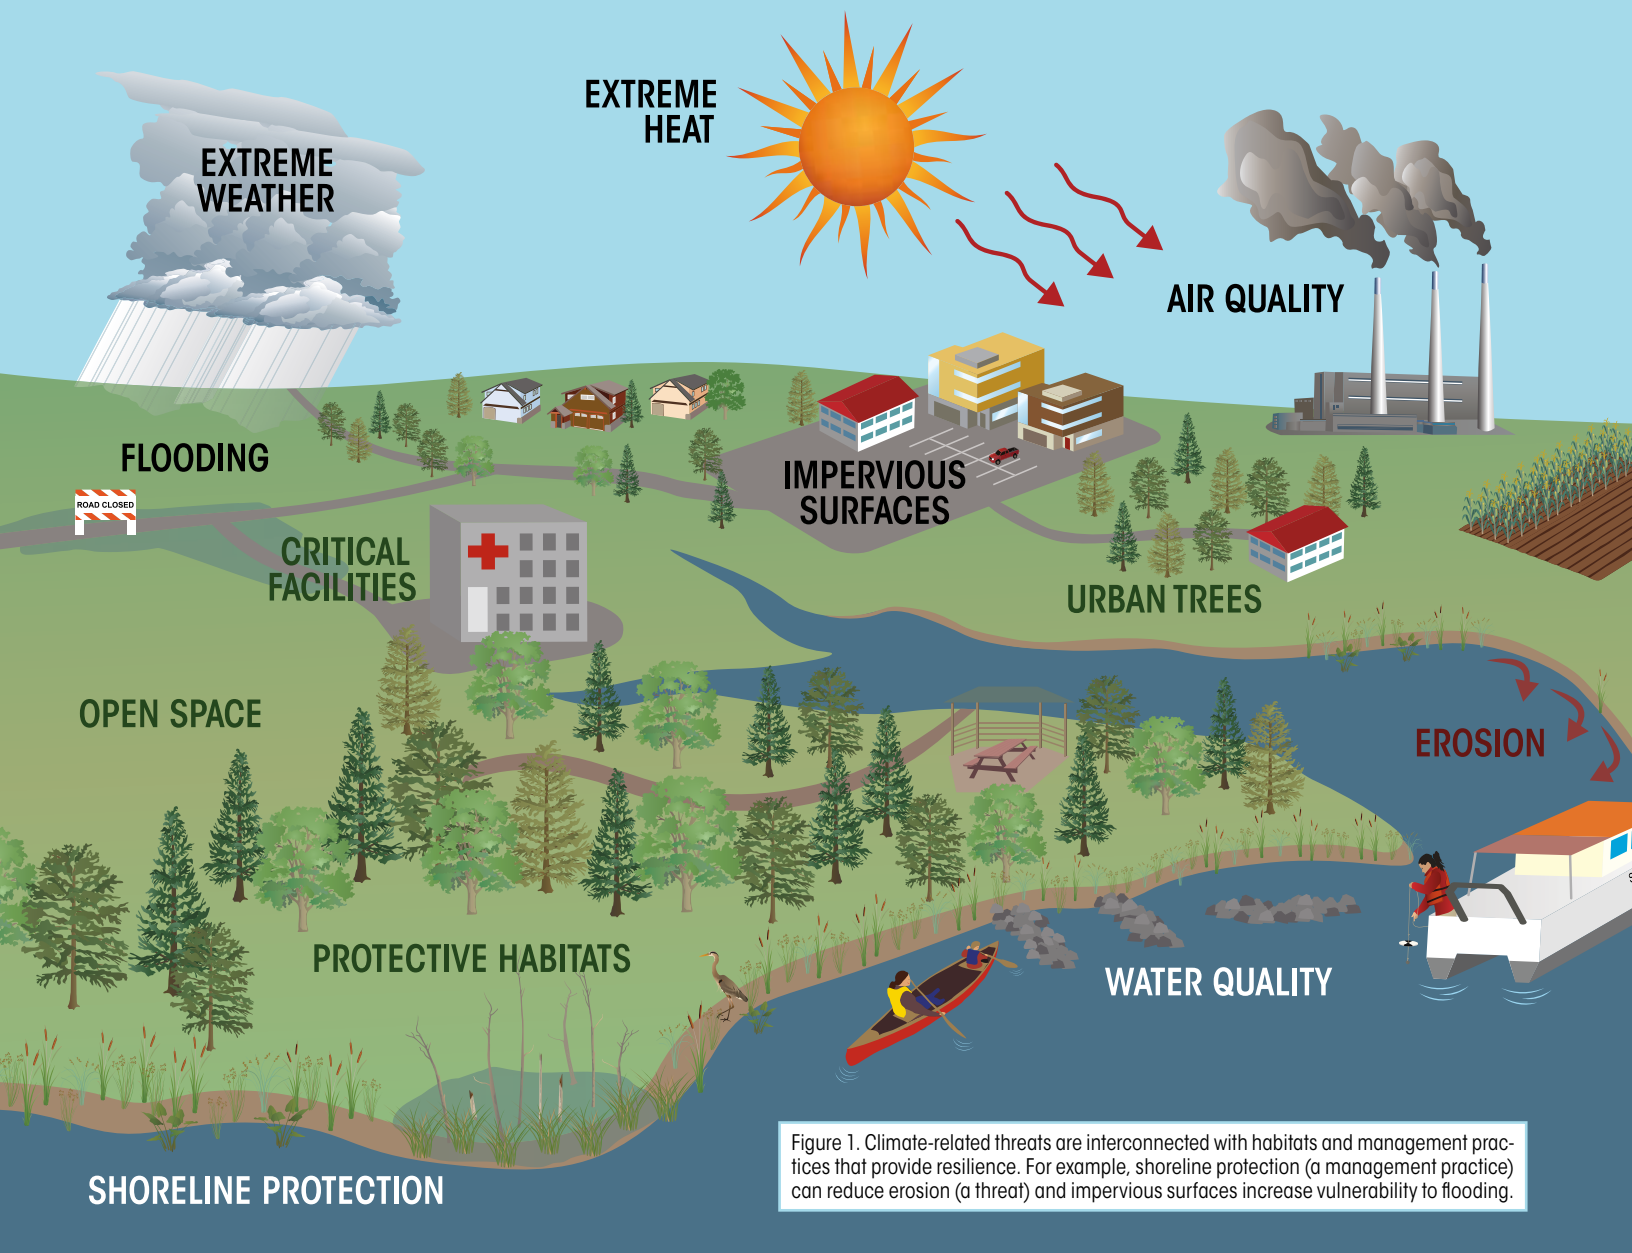 EXTREME
HEAT
EXTREME
WEATHER
AIR QUALITY
FLOODING
ROAD CLOSED
IMPERVIOUS
SURFACES
CRITICAL
FACILITIES
URBAN TREES
OPEN SPACE
EROSION
PROTECTIVE HABITATS
WATER QUALITY
SHORELINE PROTECTION
Figure 1. Climate-related threats are interconnected with habitats and management prac-
tices that provide resilience. For example, shoreline protection (a management practice)
can reduce erosion (a threat) and impervious surfaces increase vulnerability to flooding.